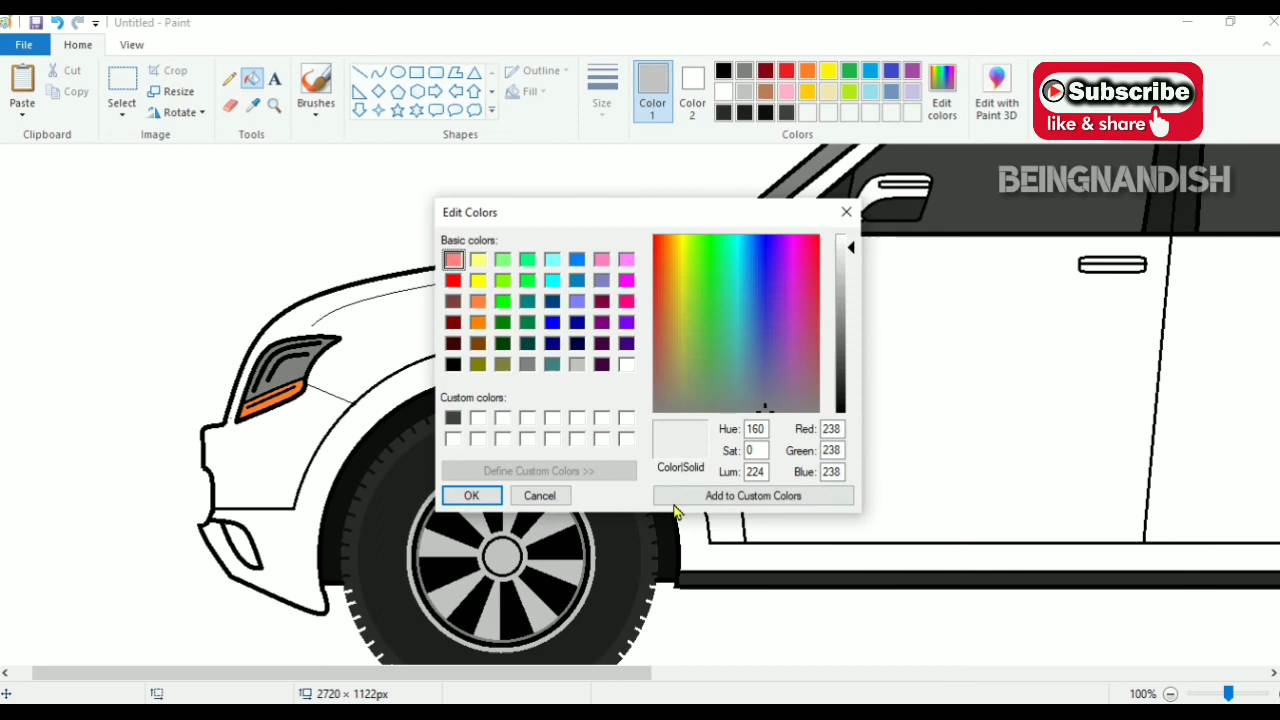 Untitled - Paint
File Home View
Paste
Cut
Copy
Clipboard
Select
Crop
Resize
Rotate
Image
A
Tools
Brushes
Outline
Fill
Shapes
Size
Color 1
Color 2
Edit colors
Colors
Edit with Paint 3D
Subscribe
like & share
BEINGNANDISH
Edit Colors
Basic colors:
Custom colors:
Define Custom Colors >>
OK Cancel
Color|Solid
Hue: 160 Red: 238
Sat: 0 Green: 238
Lum: 224 Blue: 238
Add to Custom Colors
2720 × 1122px
100%